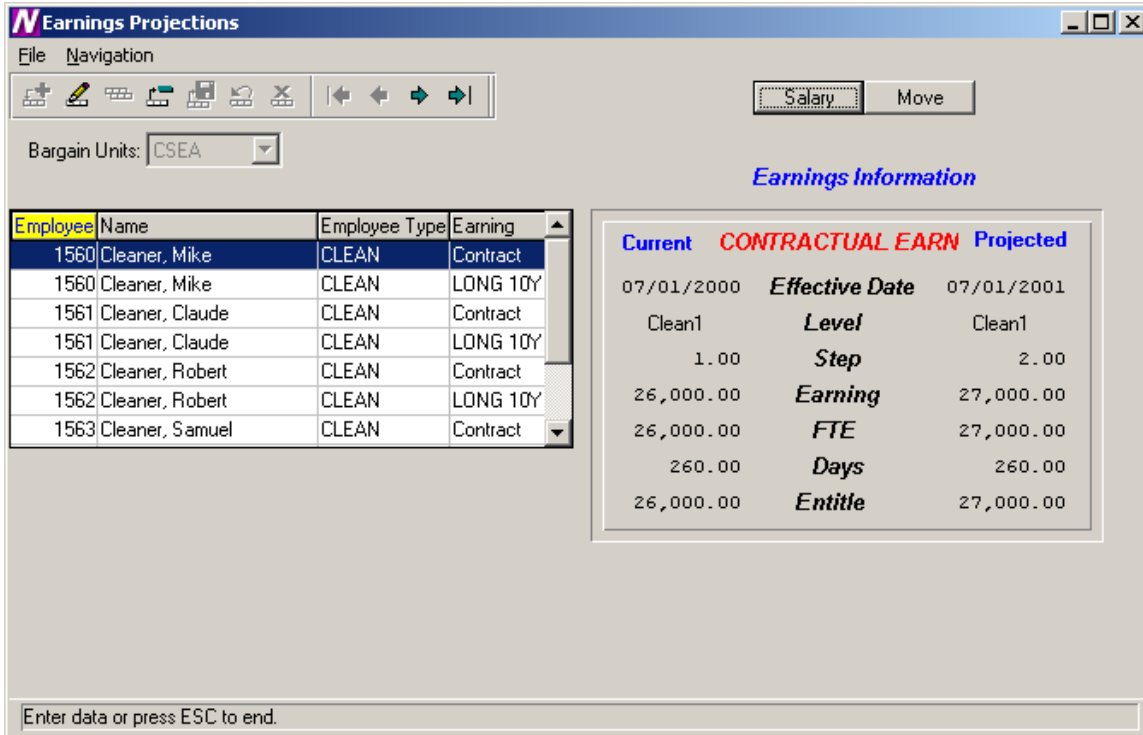 Earnings Projections
File Navigation
Salary Move
Bargain Units: CSEA
Earnings Information
Employee Name Employee Type Earning
1560 Cleaner, Mike CLEAN Contract
1560 Cleaner, Mike CLEAN LONG 10Y
1561 Cleaner, Claude CLEAN Contract
1561 Cleaner, Claude CLEAN LONG 10Y
1562 Cleaner, Robert CLEAN Contract
1562 Cleaner, Robert CLEAN LONG 10Y
1563 Cleaner, Samuel CLEAN Contract
Current CONTRACTUAL EARN Projected
07/01/2000 Effective Date 07/01/2001
Clean1 Level Clean1
1.00 Step 2.00
26,000.00 Earning 27,000.00
26,000.00 FTE 27,000.00
260.00 Days 260.00
26,000.00 Entitle 27,000.00
Enter data or press ESC to end.